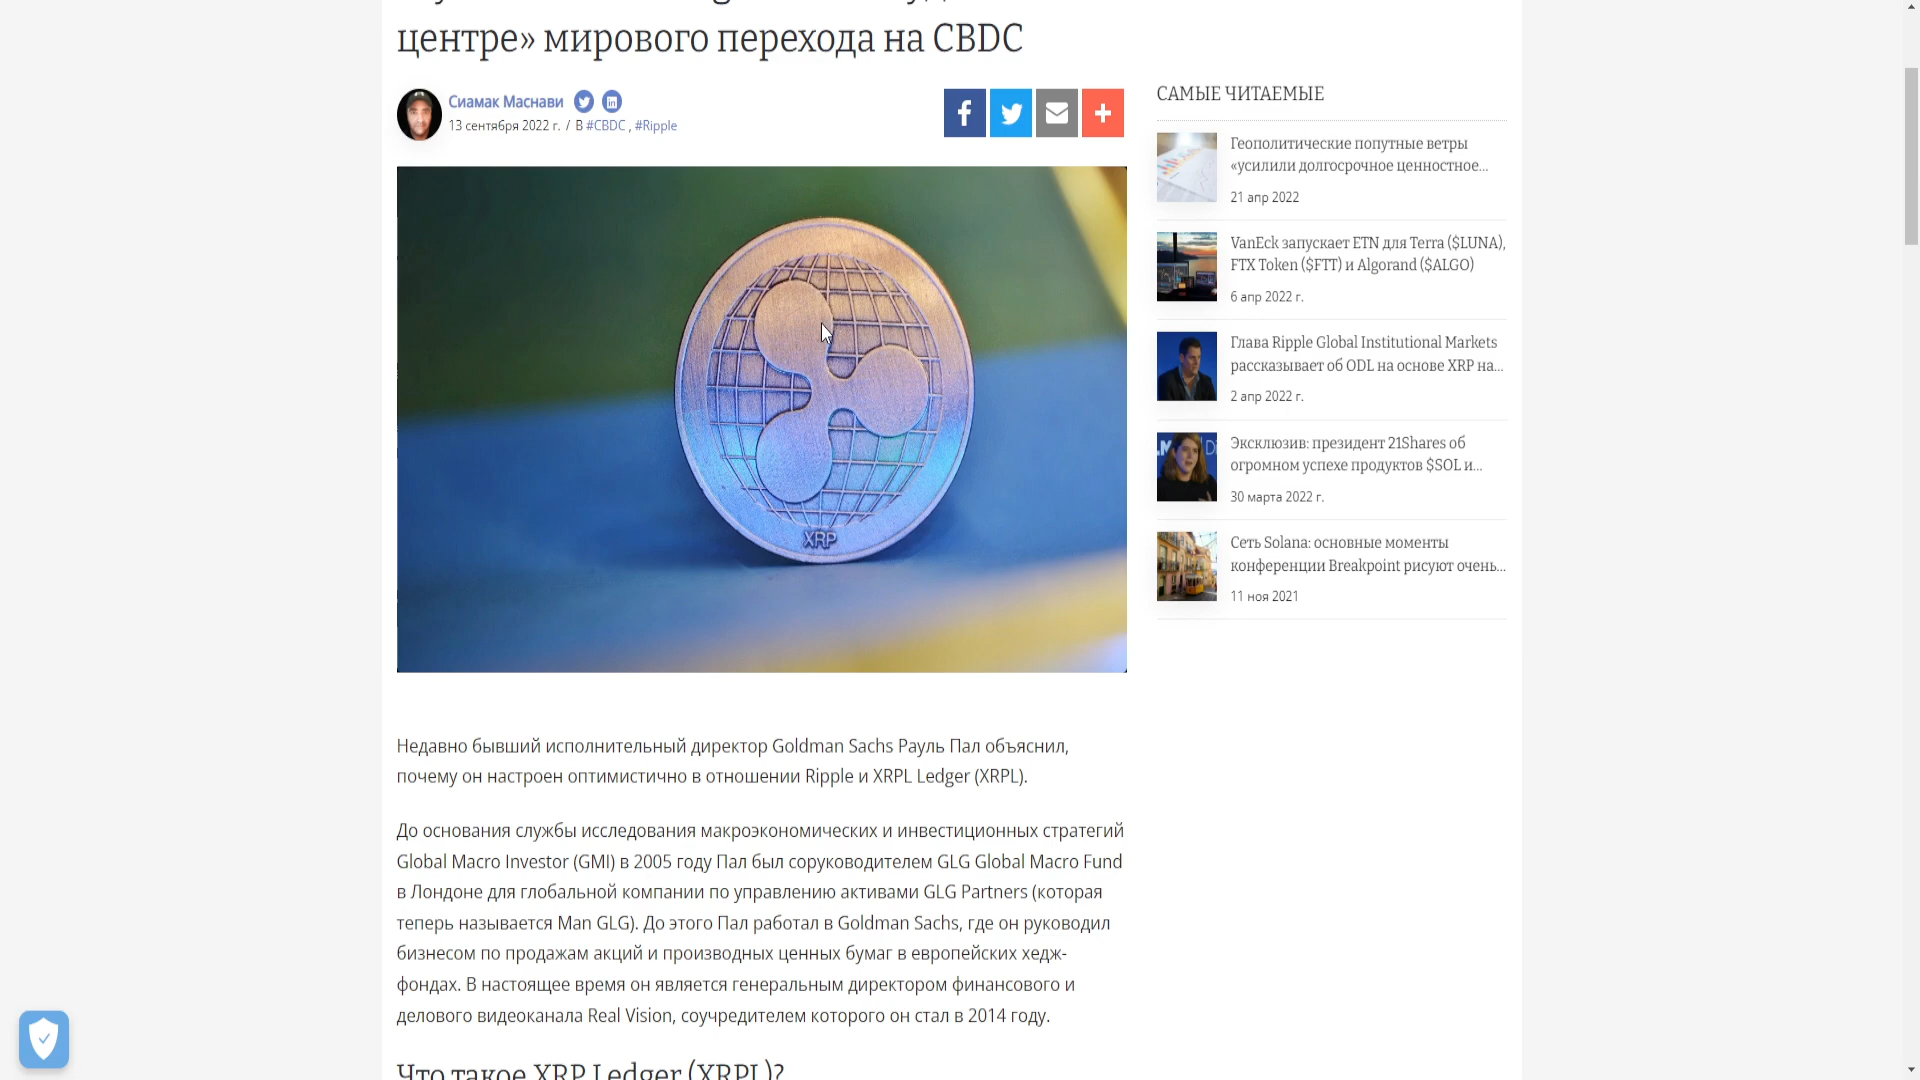 центре» мирового перехода на CBDC
Сиамак Маснави
13 сентября 2022 г. / В #CBDC , #Ripple
XRP
Недавно бывший исполнительный директор Goldman Sachs Рауль Пал объяснил,
почему он настроен оптимистично в отношении Ripple и XRPL Ledger (XRPL).
До основания службы исследования макроэкономических и инвестиционных стратегий
Global Macro Investor (GMI) в 2005 году Пал был соруководителем GLG Global Macro Fund
в Лондоне для глобальной компании по управлению активами GLG Partners (которая
теперь называется Man GLG). До этого Пал работал в Goldman Sachs, где он руководил
бизнесом по продажам акций и производных ценных бумаг в европейских хедж-
фондах. В настоящее время он является генеральным директором финансового и
делового видеоканала Real Vision, соучредителем которого он стал в 2014 году.
Что такое XRP Ledger (XRPL)?
САМЫЕ ЧИТАЕМЫЕ
Геополитические попутные ветры
«усилили долгосрочное ценностное...
21 апр 2022
VanEck запускает ETN для Terra ($LUNA),
FTX Token ($FTT) и Algorand ($ALGO)
6 апр 2022 г.
Глава Ripple Global Institutional Markets
рассказывает об ODL на основе XRP на...
2 апр 2022 г.
Эксклюзив: президент 21Shares об
огромном успехе продуктов $SOL и...
30 марта 2022 г.
Сеть Solana: основные моменты
конференции Breakpoint рисуют очень...
11 ноя 2021